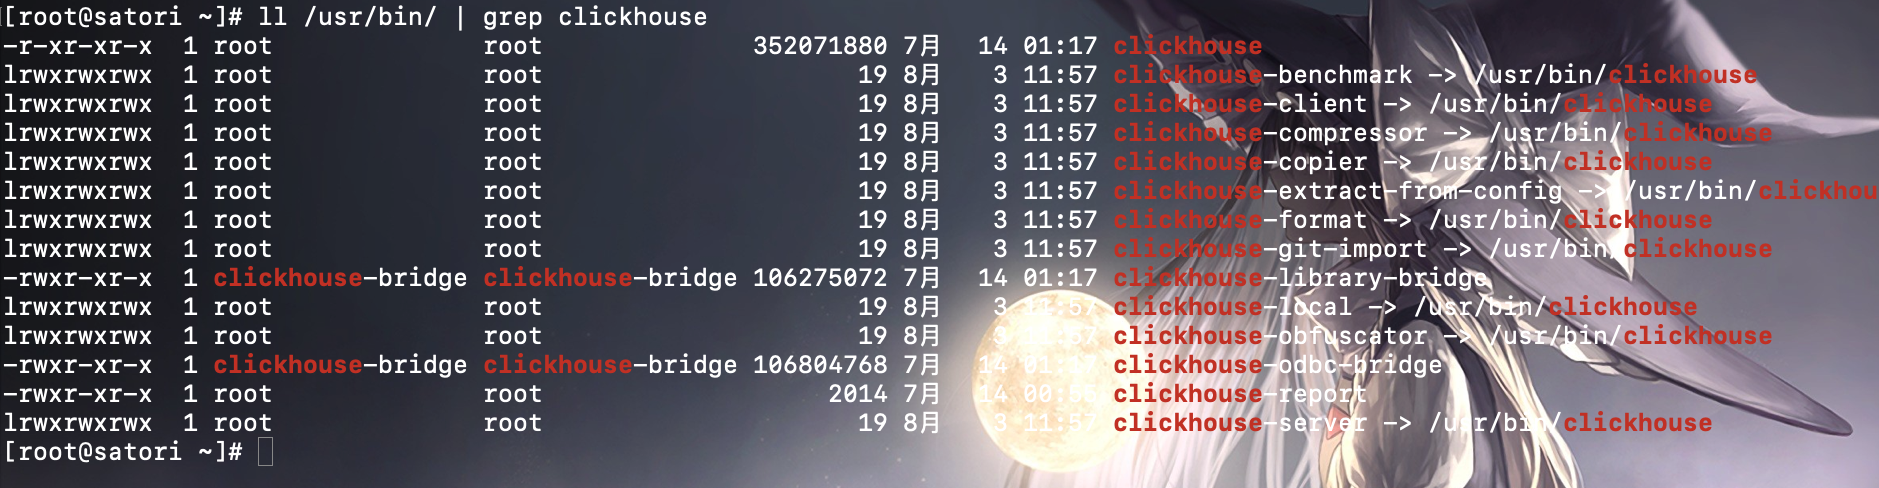 [root@satori ~]# ll /usr/bin/ | grep clickhouse
-r-xr-xr-x  1 root              root              352071880 7月  14 01:17 clickhouse
lrwxrwxrwx  1 root              root                     19 8月   3 11:57 clickhouse-benchmark -> /usr/bin/clickhouse
lrwxrwxrwx  1 root              root                     19 8月   3 11:57 clickhouse-client -> /usr/bin/clickhouse
lrwxrwxrwx  1 root              root                     19 8月   3 11:57 clickhouse-compressor -> /usr/bin/clickhouse
lrwxrwxrwx  1 root              root                     19 8月   3 11:57 clickhouse-copier -> /usr/bin/clickhouse
lrwxrwxrwx  1 root              root                     19 8月   3 11:57 clickhouse-extract-from-config -> /usr/bin/clickhou
lrwxrwxrwx  1 root              root                     19 8月   3 11:57 clickhouse-format -> /usr/bin/clickhouse
lrwxrwxrwx  1 root              root                     19 8月   3 11:57 clickhouse-git-import -> /usr/bin/clickhouse
-rwxr-xr-x  1 clickhouse-bridge clickhouse-bridge 106275072 7月  14 01:17 clickhouse-library-bridge
lrwxrwxrwx  1 root              root                     19 8月   3 11:57 clickhouse-local -> /usr/bin/clickhouse
lrwxrwxrwx  1 root              root                     19 8月   3 11:57 clickhouse-obfuscator -> /usr/bin/clickhouse
-rwxr-xr-x  1 clickhouse-bridge clickhouse-bridge 106804768 7月  14 01:17 clickhouse-odbc-bridge
-rwxr-xr-x  1 root              root                   2014 7月  14 clickhouse-report
lrwxrwxrwx  1 root              root                     19 8月   3 11:57 clickhouse-server -> /usr/bin/clickhouse
[root@satori ~]#